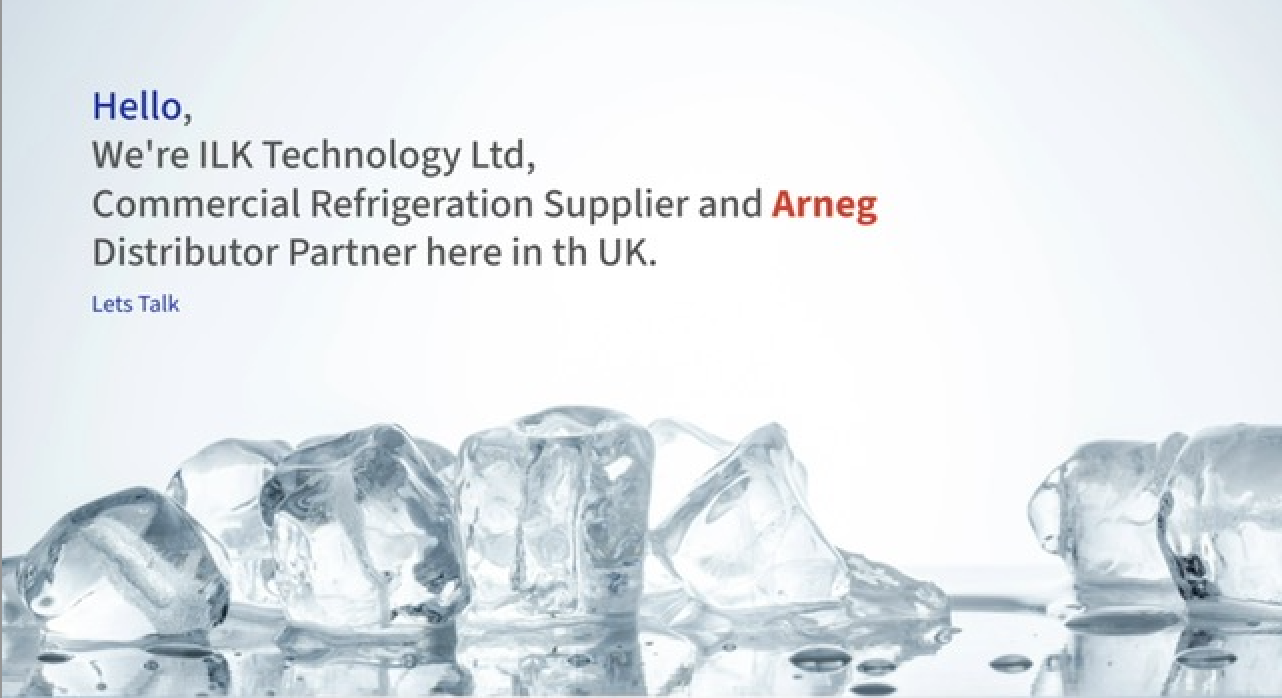 Hello,
We're ILK Technology Ltd,
Commercial Refrigeration Supplier and Arneg
Distributor Partner here in th UK.
Lets Talk